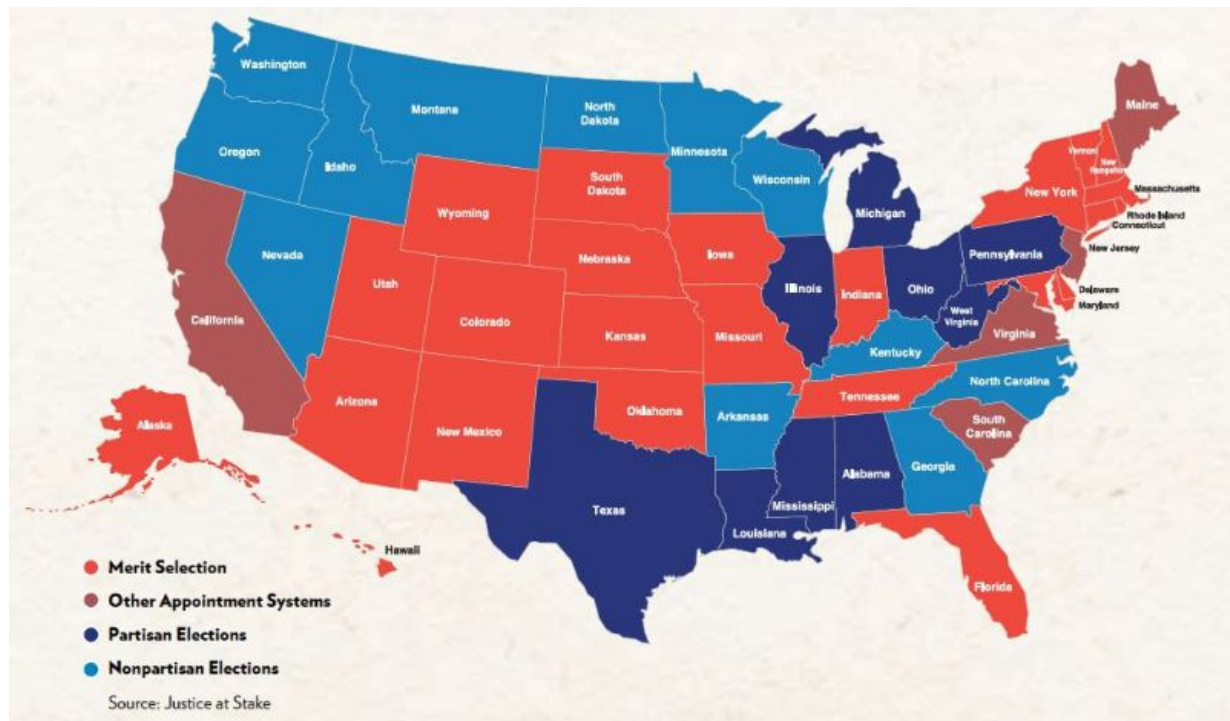 Washington
Montana
North
Dakota
Minnesota
Oregon
Idaho
Wisconsin
South
Dakota
Wyoming
Michigan
Maine
Vermont
New
Hampshire
New York
Massachusetts
Rhode Island
Connecticut
New Jersey
Nevada
Utah
Nebraska
Iowa
Illinois
Indiana
Ohio
Pennsylvania
Delaware
Maryland
West
Virginia
Virginia
California
Colorado
Kansas
Missouri
Kentucky
North Carolina
Tennessee
South
Carolina
Arizona
New Mexico
Oklahoma
Arkansas
Georgia
Alabama
Mississippi
Louisiana
Texas
Alaska
Hawaii
Florida
Merit Selection
Other Appointment Systems
Partisan Elections
Nonpartisan Elections
Source: Justice at Stake